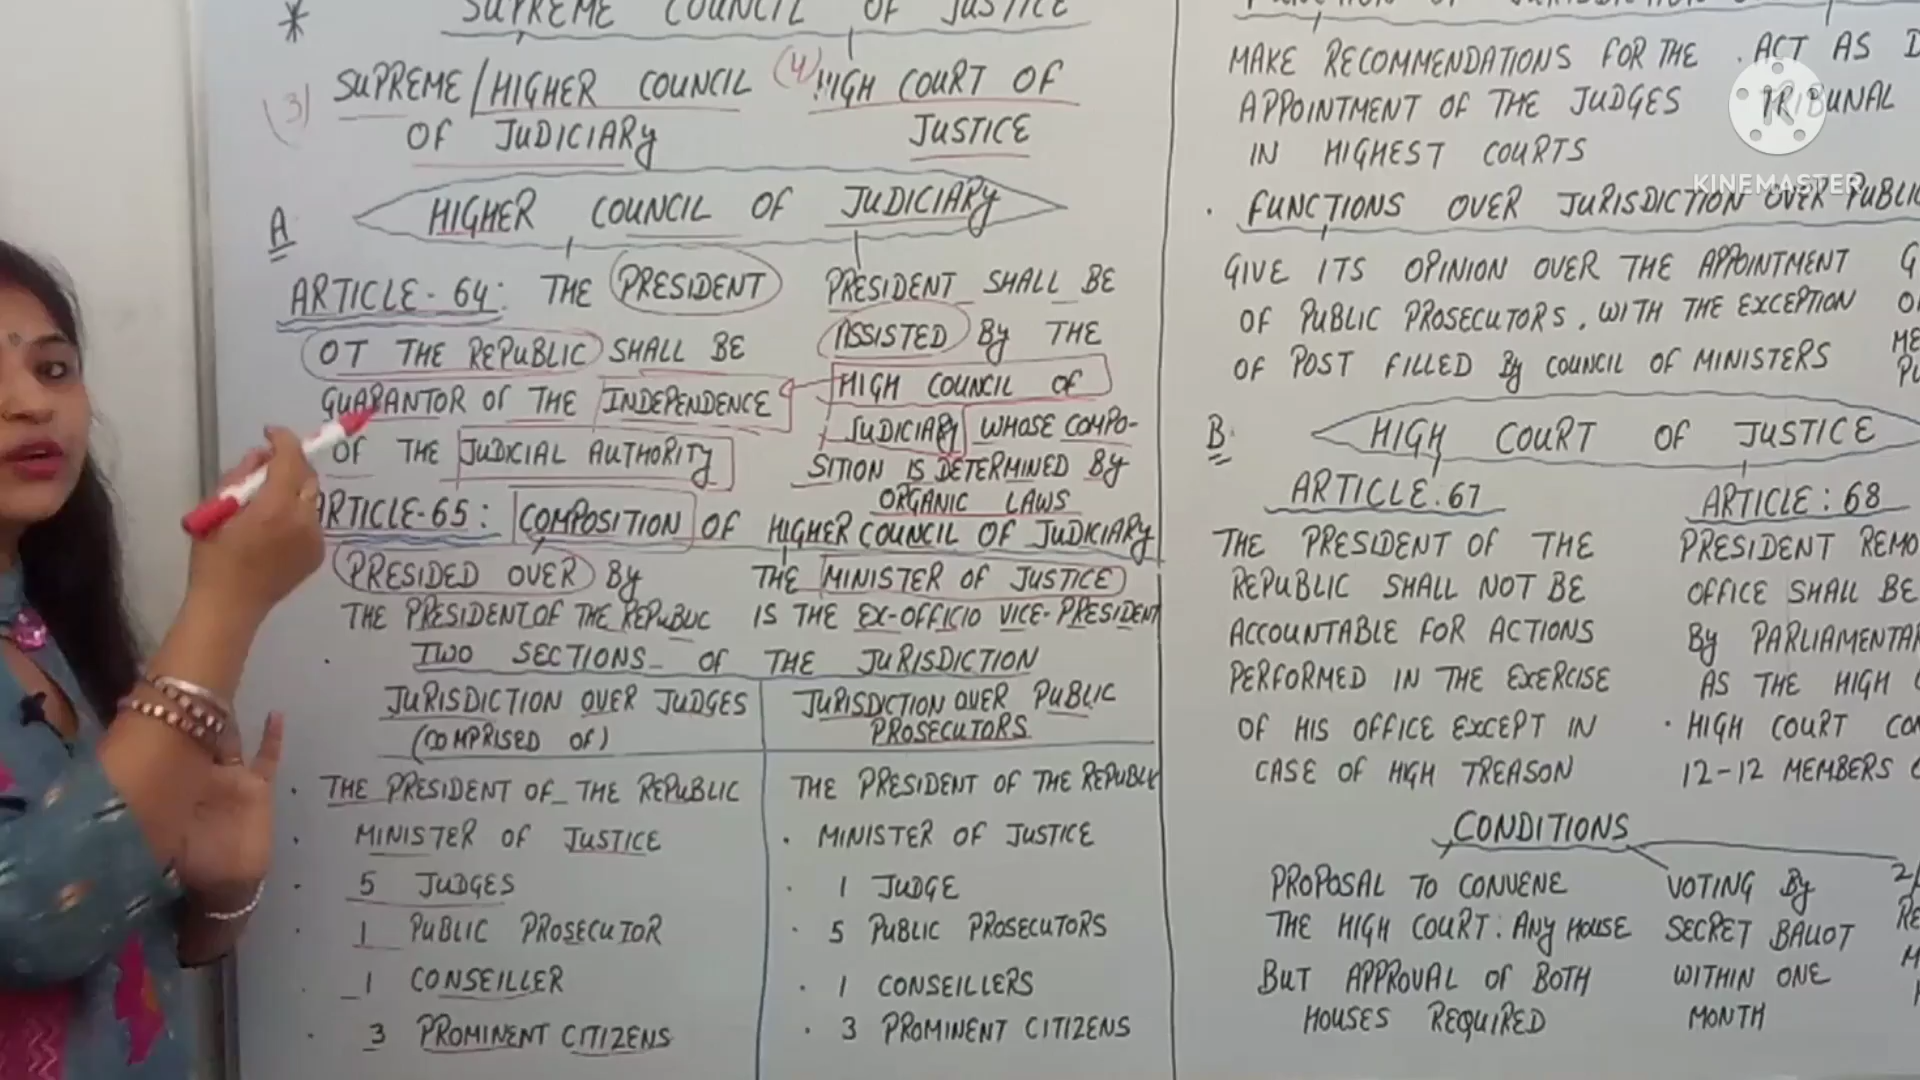 * SUPREME COUNCIL OF JUSTICE
(3) SUPREME/HIGHER COUNCIL
OF JUDICIARY
(4) HIGH COURT OF
JUSTICE
A. HIGHER COUNCIL OF JUDICIARY
ARTICLE-64: THE PRESIDENT
OT THE REPUBLIC SHALL BE
GUARANTOR OF THE INDEPENDENCE
OF THE JUDICIAL AUTHORITY
PRESIDENT SHALL BE
ASSISTED By THE
HIGH COUNCIL OF
JUDICIARY WHOSE COMPO-
SITION IS DETERMINED By
ORGANIC LAWS
ARTICLE-65: COMPOSITION OF HIGHER COUNCIL OF JUDICIARY
PRESIDED OVER By
THE PRESIDENT OF THE REPUBLIC
THE MINISTER OF JUSTICE
IS THE EX-OFFICIO VICE-PRESIDENT
. TWO SECTIONS OF THE JURISDICTION
JURISDICTION OVER JUDGES
(COMPRISED OF)
. THE PRESIDENT OF THE REPUBLIC
. MINISTER OF JUSTICE
. 5 JUDGES
. 1 PUBLIC PROSECUTOR
. 1 CONSEILLER
. 3 PROMINENT CITIZENS
JURISDICTION OVER PUBLIC
PROSECUTORS
THE PRESIDENT OF THE REPUBLIC
. MINISTER OF JUSTICE
. 1 JUDGE
. 5 PUBLIC PROSECUTORS
. 1 CONSEILLERS
. 3 PROMINENT CITIZENS
MAKE RECOMMENDATIONS FOR THE
APPOINTMENT OF THE JUDGES
IN HIGHEST COURTS
. ACT AS
TRIBUNAL
KINEMASTER
. FUNCTIONS OVER JURISDICTION OVER PUBLIC
GIVE ITS OPINION OVER THE APPOINTMENT
OF PUBLIC PROSECUTORS, WITH THE EXCEPTION
OF POST FILLED By COUNCIL OF MINISTERS
B. HIGH COURT OF JUSTICE
ARTICLE.67
THE PRESIDENT OF THE
REPUBLIC SHALL NOT BE
ACCOUNTABLE FOR ACTIONS
PERFORMED IN THE EXERCISE
OF HIS OFFICE EXCEPT IN
CASE OF HIGH TREASON
ARTICLE: 68
PRESIDENT
OFFICE SHALL BE
By
AS THE HIGH
. HIGH COURT
12-12 MEMBERS
CONDITIONS
PROPOSAL TO CONVENE
THE HIGH COURT: ANy HOUSE
BUT APPROVAL OF BOTH
HOUSES REQUIRED
VOTING By
SECRET BALLOT
WITHIN ONE
MONTH